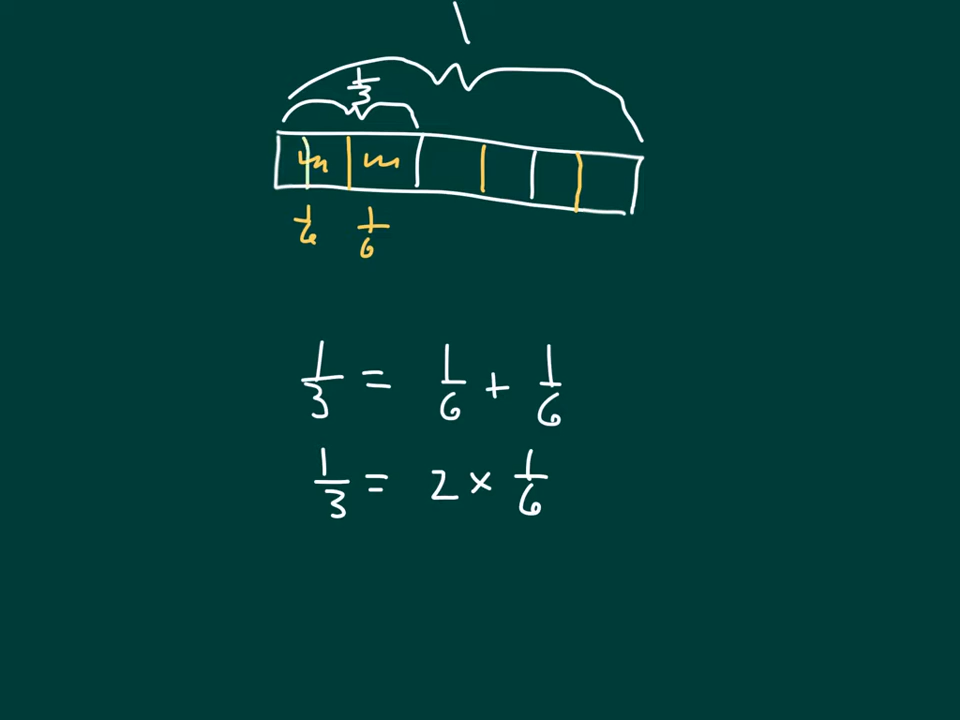 1
1/3
1/6 1/6
1/3 = 1/6 + 1/6
1/3 = 2 × 1/6